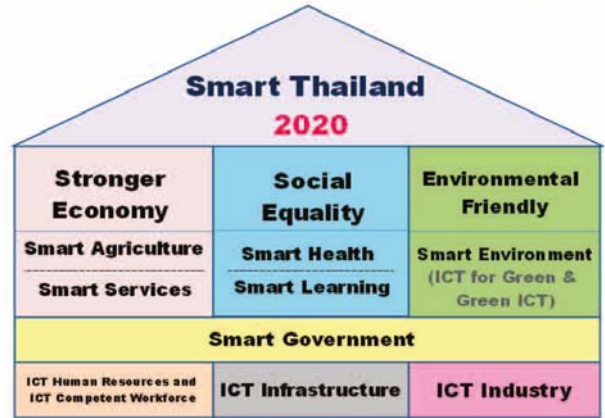 Smart Thailand
2020
Stronger
Economy
Smart Agriculture
Smart Services
Social
Equality
Smart Health
Smart Learning
Environmental
Friendly
Smart Environment
(ICT for Green &
Green ICT)
Smart Government
ICT Human Resources and
ICT Competent Workforce
ICT Infrastructure
ICT Industry